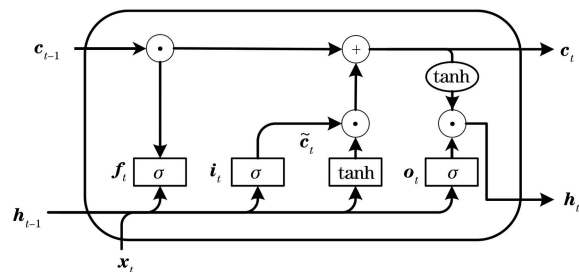 c_{t-1} · + c_t
tanh
· ·
c̃_t
f_t σ i_t σ tanh o_t σ
h_{t-1} h_t
x_t